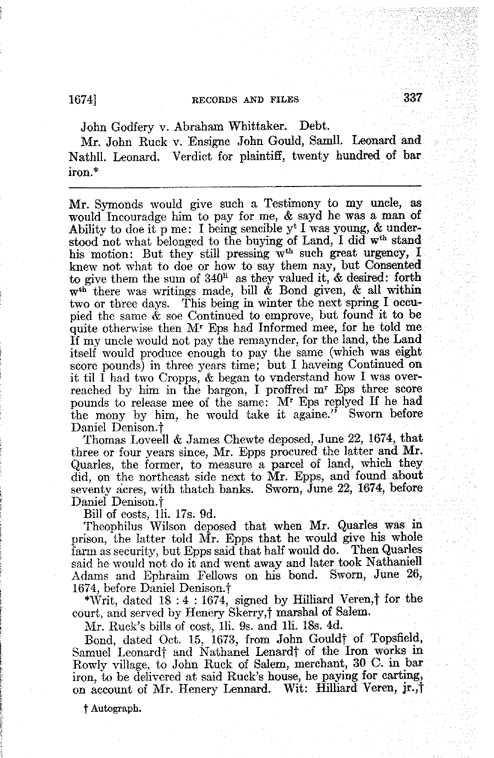 1674] RECORDS AND FILES 337
John Godfery v. Abraham Whittaker. Debt.
Mr. John Ruck v. Ensigne John Gould, Samll. Leonard and
Nathll. Leonard. Verdict for plaintiff, twenty hundred of bar
iron.*
Mr. Symonds would give such a Testimony to my uncle, as
would Incouradge him to pay for me, & sayd he was a man of
Ability to doe it p me: I being sencible yᵗ I was young, & under-
stood not what belonged to the buying of Land, I did wᵗʰ stand
his motion: But they still pressing wᵗʰ such great urgency, I
knew not what to doe or how to say them nay, but Consented
to give them the sum of 340ˡⁱ as they valued it, & desired: forth
wᵗʰ there was writings made, bill & Bond given, & all within
two or three days. This being in winter the next spring I occu-
pied the same & soe Continued to emprove, but found it to be
quite otherwise then Mʳ Eps had Informed mee, for he told me
If my uncle would not pay the remaynder, for the land, the Land
itself would produce enough to pay the same (which was eight
score pounds) in three years time; but I haveing Continued on
it til I had two Cropps, & began to vnderstand how I was over-
reached by him in the bargon, I proffred mʳ Eps three score
pounds to release mee of the same: Mʳ Eps replyed If he had
the mony by him, he would take it againe." Sworn before
Daniel Denison.†
Thomas Loveell & James Chewte deposed, June 22, 1674, that
three or four years since, Mr. Epps procured the latter and Mr.
Quarles, the former, to measure a parcel of land, which they
did, on the northeast side next to Mr. Epps, and found about
seventy acres, with thatch banks. Sworn, June 22, 1674, before
Daniel Denison.†
Bill of costs, 1li. 17s. 9d.
Theophilus Wilson deposed that when Mr. Quarles was in
prison, the latter told Mr. Epps that he would give his whole
farm as security, but Epps said that half would do. Then Quarles
said he would not do it and went away and later took Nathaniell
Adams and Ephraim Fellows on his bond. Sworn, June 26,
1674, before Daniel Denison.†
*Writ, dated 18 : 4 : 1674, signed by Hilliard Veren,† for the
court, and served by Henery Skerry,† marshal of Salem.
Mr. Ruck's bills of cost, 1li. 9s. and 1li. 18s. 4d.
Bond, dated Oct. 15, 1673, from John Gould† of Topsfield,
Samuel Leonard† and Nathanel Lenard† of the Iron works in
Rowly village, to John Ruck of Salem, merchant, 30 C. in bar
iron, to be delivered at said Ruck's house, he paying for carting,
on account of Mr. Henery Lennard. Wit: Hilliard Veren, jr.,†
† Autograph.